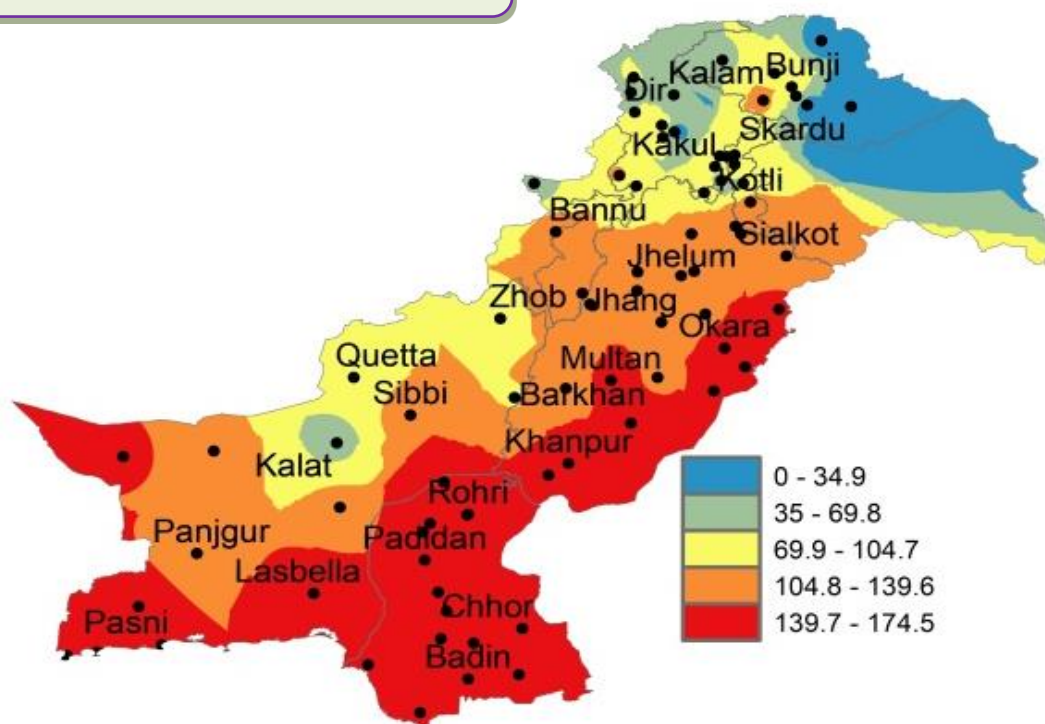 Kalam
Bunji
Dir
Skardu
Kakul
Kotli
Bannu
Sialkot
Jhelum
Zhob
Jhang
Okara
Quetta
Multan
Sibbi
Barkhan
Khanpur
Kalat
Rohri
Panjgur
Padidan
Lasbella
Chhor
Pasni
Badin
0 - 34.9
35 - 69.8
69.9 - 104.7
104.8 - 139.6
139.7 - 174.5